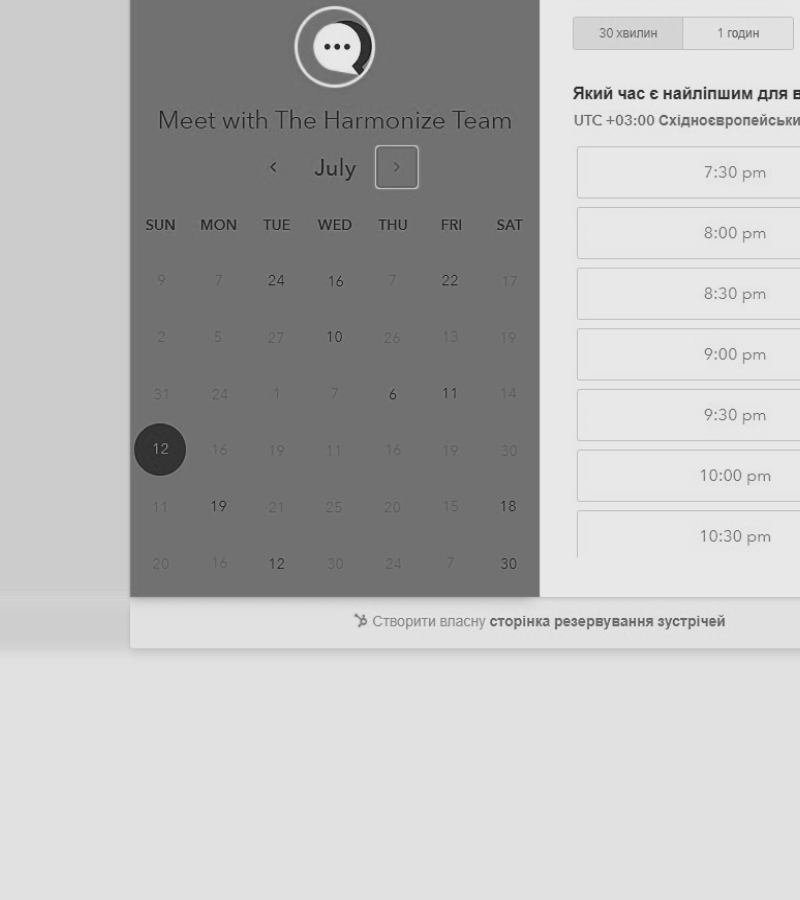 30 хвилин 1 годин
Meet with The Harmonize Team
July
SUN MON TUE WED THU FRI SAT
9 7 24 16 7 22 17
2 5 27 10 26 13 19
31 24 1 7 6 11 14
12 16 19 11 16 19 30
11 19 21 25 20 15 18
20 16 12 30 24 7 30
Який час є найліпшим для в
UTC +03:00 Східноєвропейськи
7:30 pm
8:00 pm
8:30 pm
9:00 pm
9:30 pm
10:00 pm
10:30 pm
Створити власну сторінка резервування зустрічей